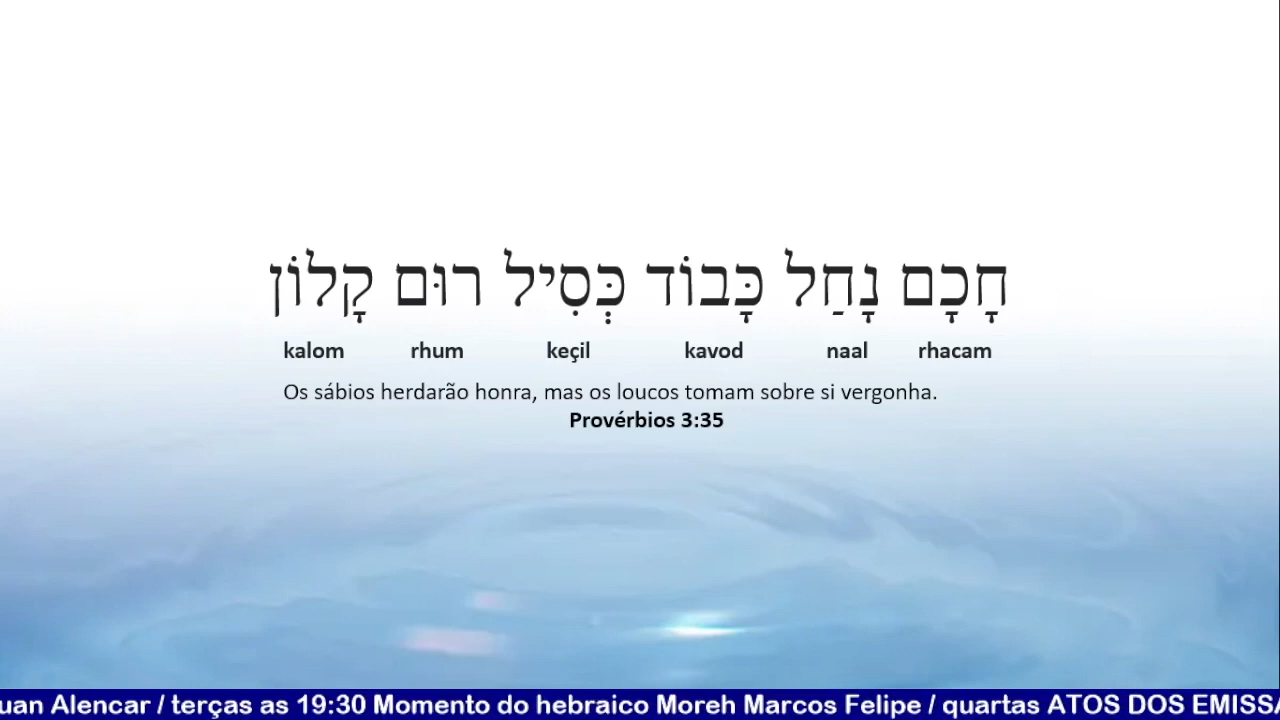 חָכָם נָחַל כָּבוֹד כְּסִיל רוּם קָלוֹן
kalom rhum keçil kavod naal rhacam
Os sábios herdarão honra, mas os loucos tomam sobre si vergonha.
Provérbios 3:35
uan Alencar / terças as 19:30 Momento do hebraico Moreh Marcos Felipe / quartas ATOS DOS EMISSA